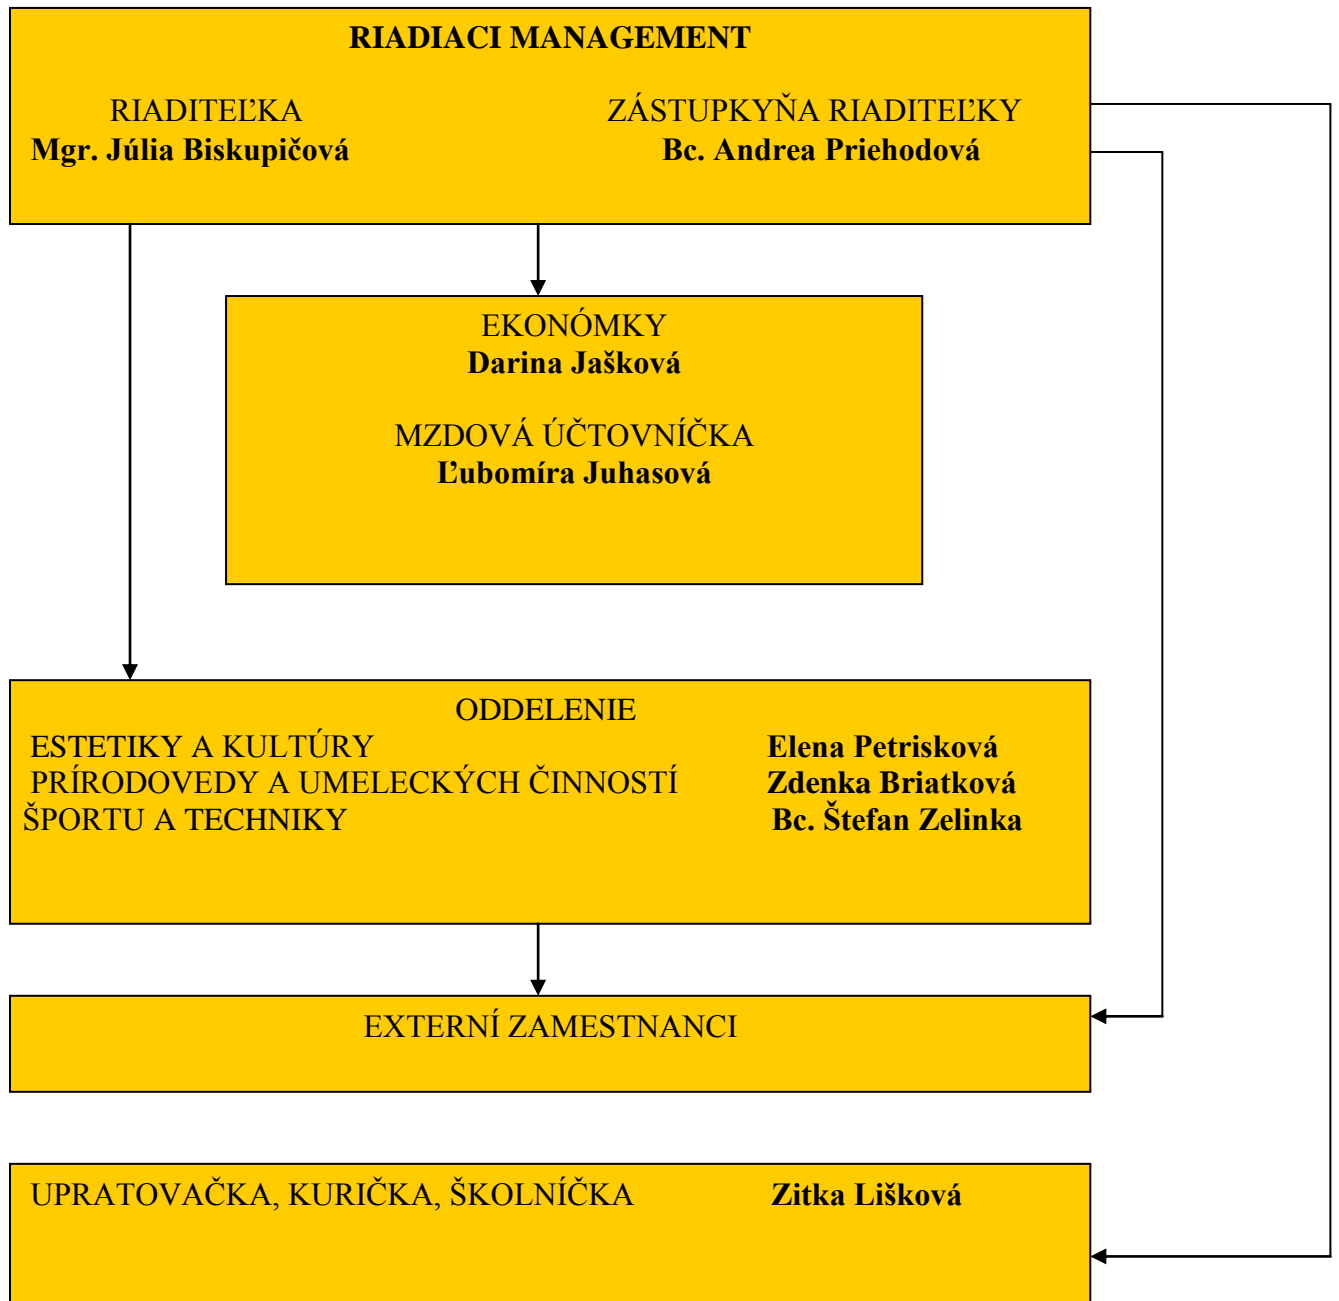 RIADIACI MANAGEMENT
RIADITEĽKA ZÁSTUPKYŇA RIADITEĽKY
Mgr. Júlia Biskupičová Bc. Andrea Priehodová
EKONÓMKY
Darina Jašková
MZDOVÁ ÚČTOVNÍČKA
Ľubomíra Juhasová
ODDELENIE
ESTETIKY A KULTÚRY Elena Petrisková
PRÍRODOVEDY A UMELECKÝCH ČINNOSTÍ Zdenka Briatková
ŠPORTU A TECHNIKY Bc. Štefan Zelinka
EXTERNÍ ZAMESTNANCI
UPRATOVAČKA, KURIČKA, ŠKOLNÍČKA Zitka Lišková